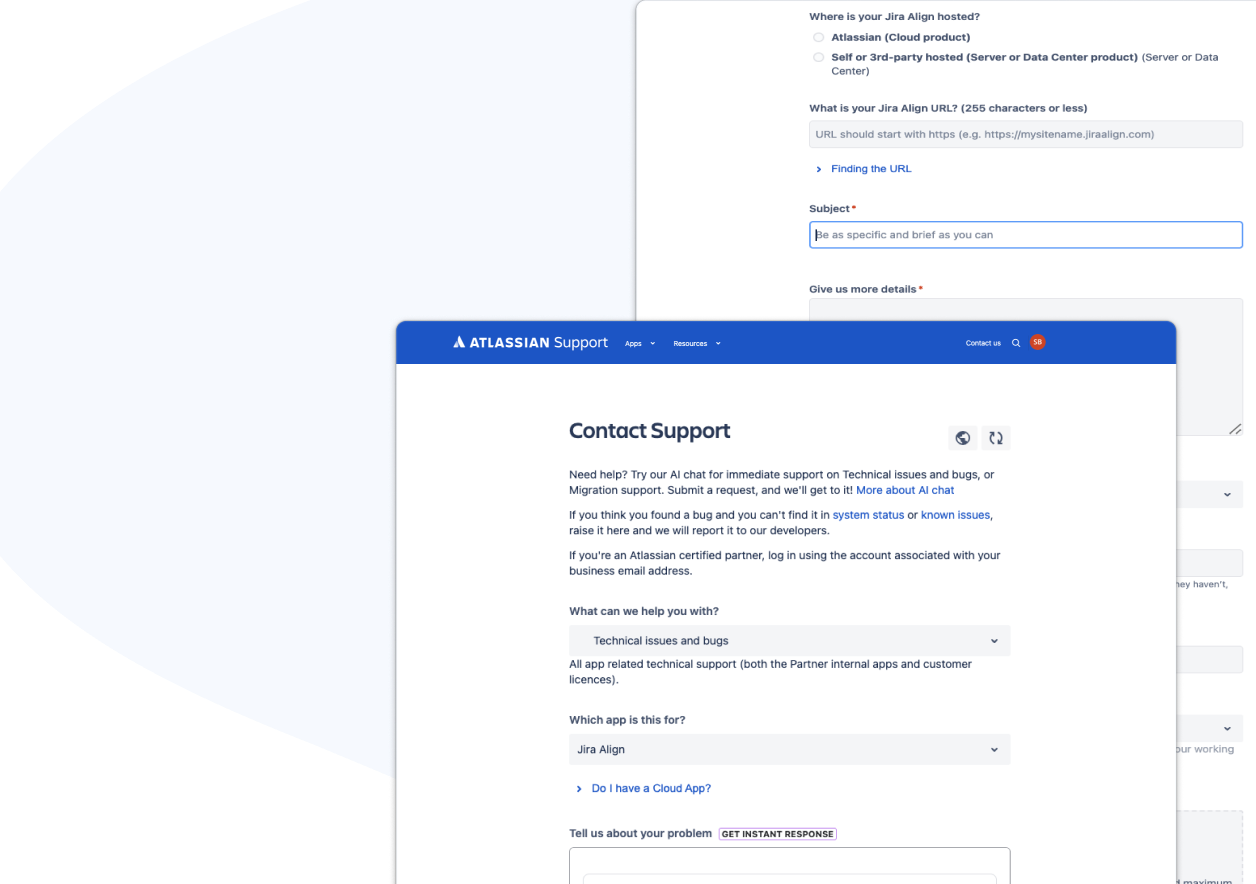 Where is your Jira Align hosted?
Atlassian (Cloud product)
Self or 3rd-party hosted (Server or Data Center product) (Server or Data
Center)
What is your Jira Align URL? (255 characters or less)
URL should start with https (e.g. https://mysitename.jiraalign.com)
Finding the URL
Subject*
Be as specific and brief as you can
Give us more details*
ATLASSIAN Support
Apps
Resources
Contact us
SB
Contact Support
Need help? Try our AI chat for immediate support on Technical issues and bugs, or
Migration support. Submit a request, and we'll get to it! More about AI chat
If you think you found a bug and you can't find it in system status or known issues,
raise it here and we will report it to our developers.
If you're an Atlassian certified partner, log in using the account associated with your
business email address.
What can we help you with?
Technical issues and bugs
All app related technical support (both the Partner internal apps and customer
licences).
Which app is this for?
Jira Align
Do I have a Cloud App?
Tell us about your problem GET INSTANT RESPONSE
haven't,
working
maximum